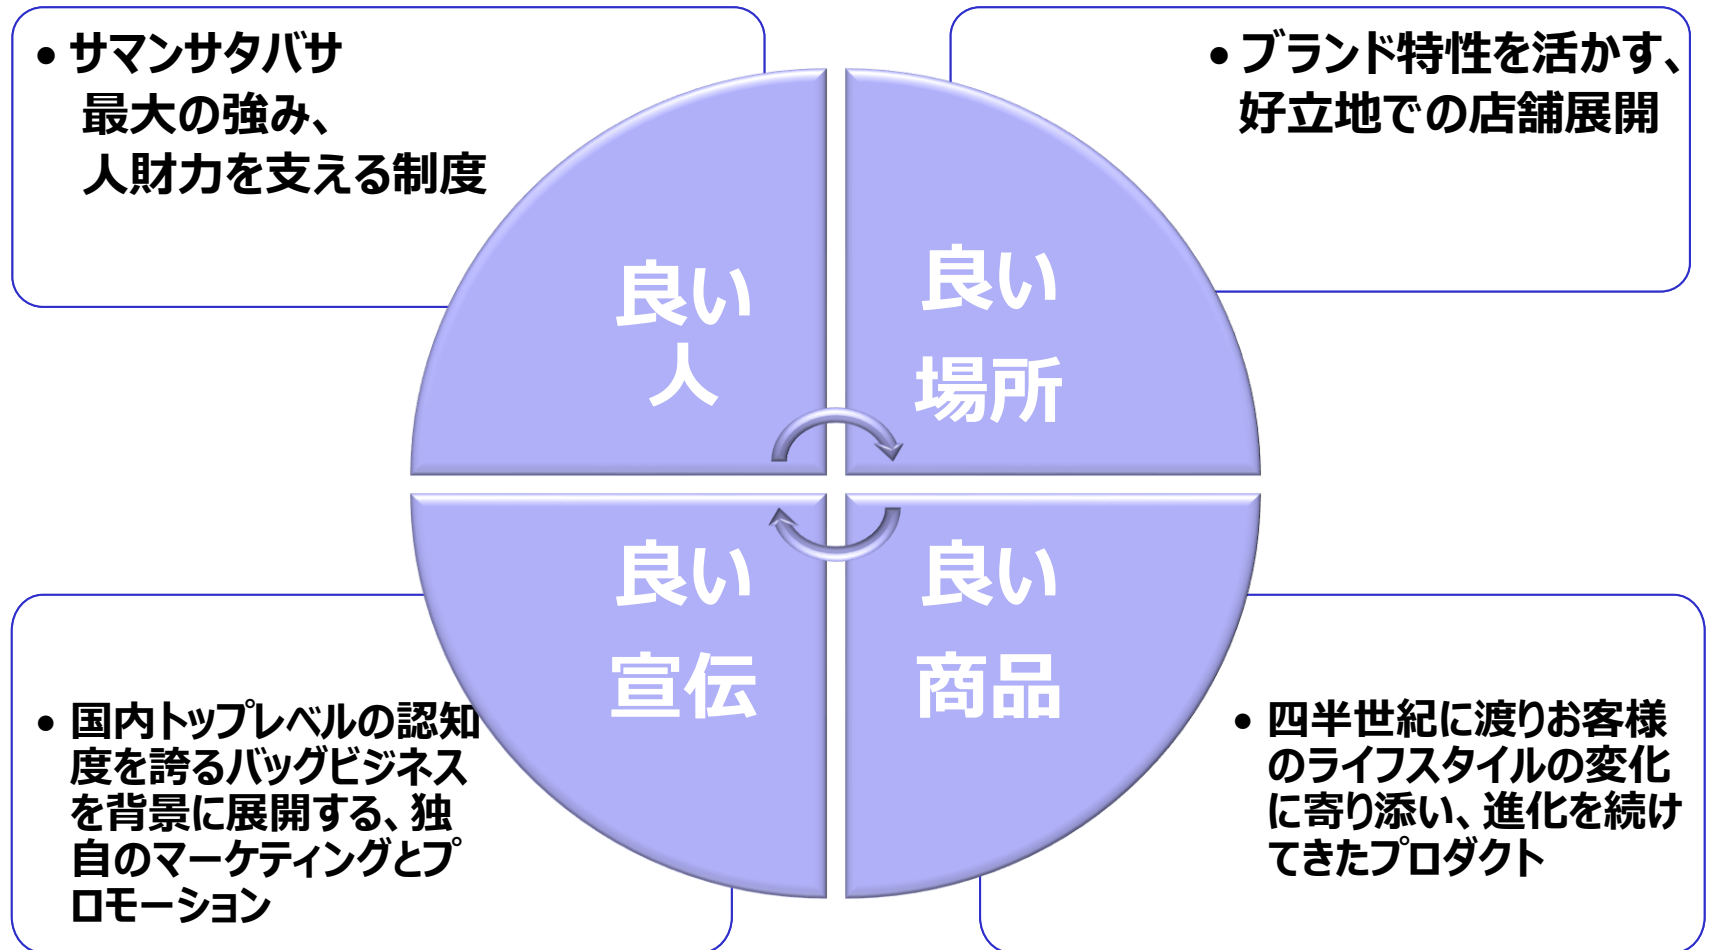 • サマンサタバサ
最大の強み、
人財力を支える制度
• ブランド特性を活かす、
好立地での店舗展開
良い
人
良い
場所
良い
宣伝
良い
商品
• 国内トップレベルの認知
度を誇るバッグビジネス
を背景に展開する、独
自のマーケティングとプ
ロモーション
• 四半世紀に渡りお客様
のライフスタイルの変化
に寄り添い、進化を続け
てきたプロダクト